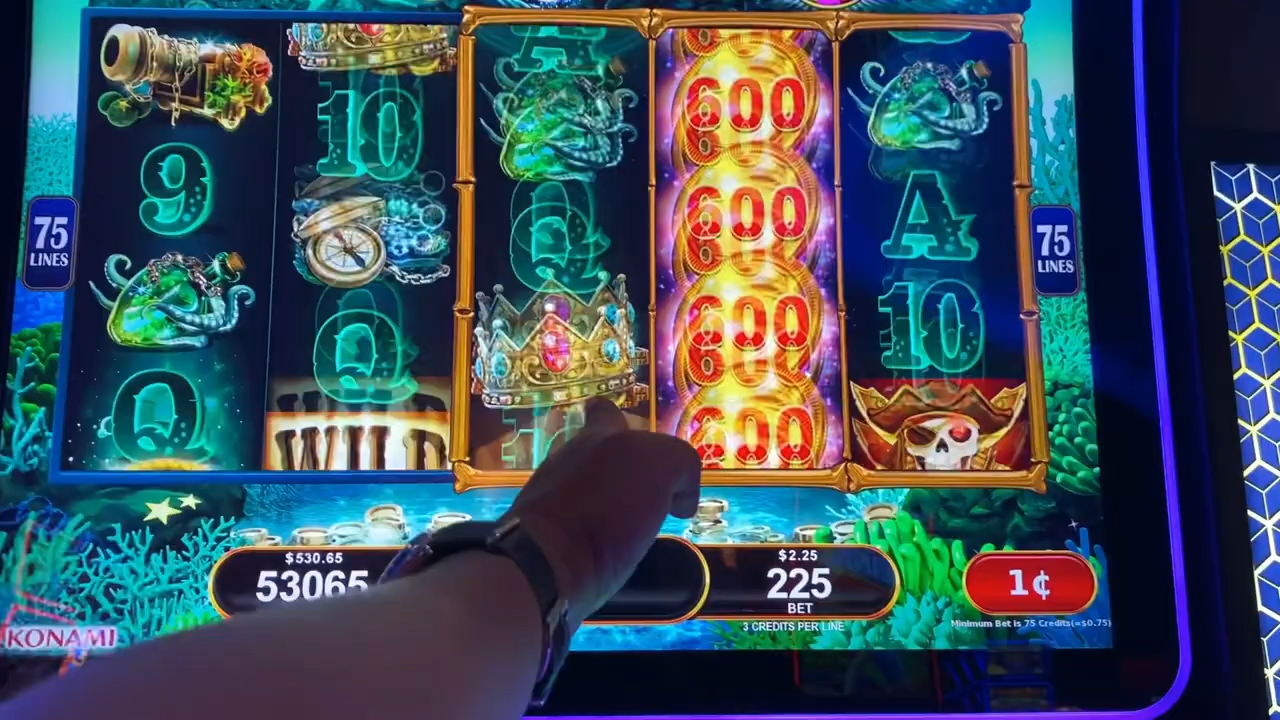 10
600
9
600
Q
A
75
LINES
75
LINES
600
10
Q
Q
WILD
600
$530.65
53065
$2.25
225
BET
3 CREDITS PER LINE
1¢
Minimum Bet is 75 Credits(=$0.75)
KONAMI